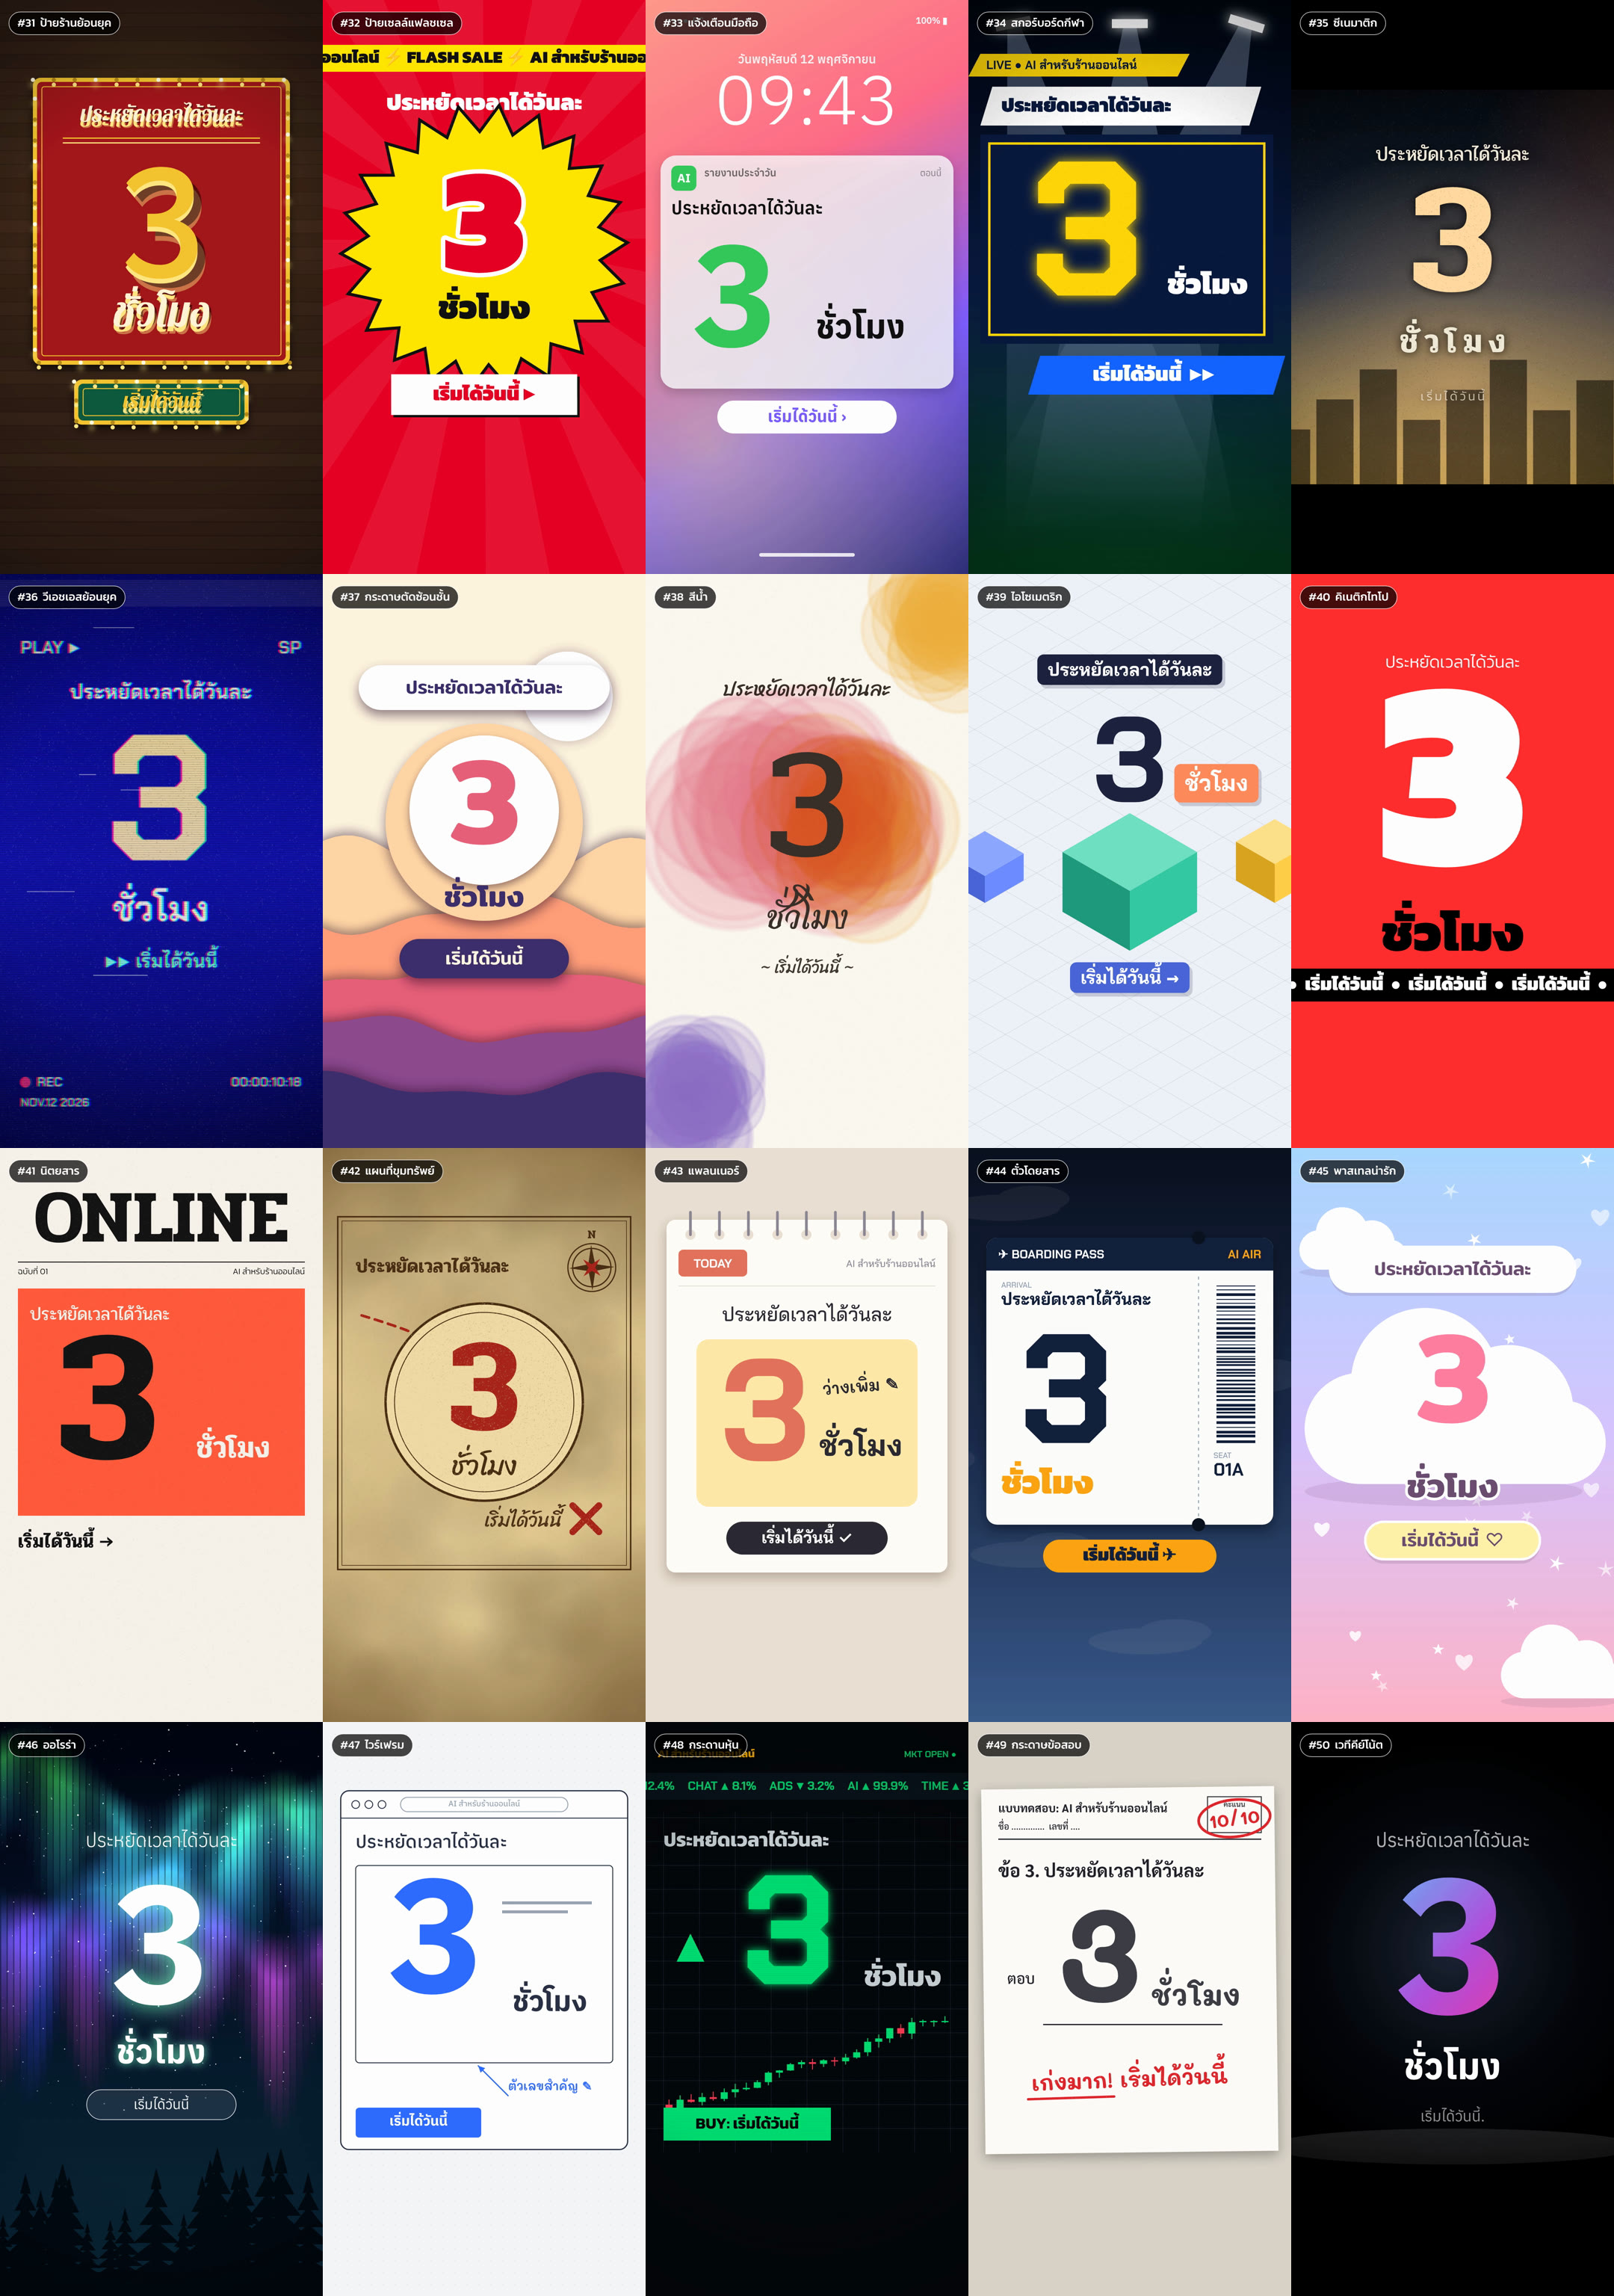 #31 ป้ายร้านย้อนยุค
ประหยัดเวลาได้วันละ
3
ชั่วโมง
เริ่มได้วันนี้
#32 ป้ายเซลล์แฟลชเซล
ออนไลน์ ⚡ FLASH SALE ⚡ AI สำหรับร้านออ
ประหยัดเวลาได้วันละ
3
ชั่วโมง
เริ่มได้วันนี้ ▸
#33 แจ้งเตือนมือถือ
100%
วันพฤหัสบดี 12 พฤศจิกายน
09:43
AI รายงานประจำวัน ตอนนี้
ประหยัดเวลาได้วันละ
3
ชั่วโมง
เริ่มได้วันนี้ ›
#34 สกอร์บอร์ดกีฬา
LIVE ● AI สำหรับร้านออนไลน์
ประหยัดเวลาได้วันละ
3
ชั่วโมง
เริ่มได้วันนี้ ▸▸
#35 ซีเนมาติก
ประหยัดเวลาได้วันละ
3
ชั่วโมง
เริ่มได้วันนี้
#36 วีเอชเอสย้อนยุค
PLAY ▸ SP
ประหยัดเวลาได้วันละ
3
ชั่วโมง
▸▸ เริ่มได้วันนี้
REC 00:00:10:18
NOV.12 2026
#37 กระดาษตัดซ้อนชั้น
ประหยัดเวลาได้วันละ
3
ชั่วโมง
เริ่มได้วันนี้
#38 สีน้ำ
ประหยัดเวลาได้วันละ
3
ชั่วโมง
~ เริ่มได้วันนี้ ~
#39 ไอโซเมตริก
ประหยัดเวลาได้วันละ
3
ชั่วโมง
เริ่มได้วันนี้ →
#40 คิเนติกไทโป
ประหยัดเวลาได้วันละ
3
ชั่วโมง
● เริ่มได้วันนี้ ● เริ่มได้วันนี้ ● เริ่มได้วันนี้ ●
#41 นิตยสาร
ONLINE
ฉบับที่ 01 AI สำหรับร้านออนไลน์
ประหยัดเวลาได้วันละ
3
ชั่วโมง
เริ่มได้วันนี้ →
#42 แผนที่ขุมทรัพย์
N
ประหยัดเวลาได้วันละ
3
ชั่วโมง
เริ่มได้วันนี้
#43 แพลนเนอร์
TODAY AI สำหรับร้านออนไลน์
ประหยัดเวลาได้วันละ
3
ว่างเพิ่ม ✎
ชั่วโมง
เริ่มได้วันนี้ ✓
#44 ตั๋วโดยสาร
✈ BOARDING PASS AI AIR
ARRIVAL
ประหยัดเวลาได้วันละ
3
ชั่วโมง
SEAT
01A
เริ่มได้วันนี้ ✈
#45 พาสเทลน่ารัก
ประหยัดเวลาได้วันละ
3
ชั่วโมง
เริ่มได้วันนี้ ♡
#46 ออโรร่า
ประหยัดเวลาได้วันละ
3
ชั่วโมง
เริ่มได้วันนี้
#47 ไวร์เฟรม
AI สำหรับร้านออนไลน์
ประหยัดเวลาได้วันละ
3
ชั่วโมง
ตัวเลขสำคัญ ✎
เริ่มได้วันนี้
#48 กระดานหุ้น
AI สำหรับร้านออนไลน์ MKT OPEN ●
2.4% CHAT ▲ 8.1% ADS ▼ 3.2% AI ▲ 99.9% TIME ▲ 3
ประหยัดเวลาได้วันละ
▲ 3
ชั่วโมง
BUY: เริ่มได้วันนี้
#49 กระดาษข้อสอบ
แบบทดสอบ: AI สำหรับร้านออนไลน์
คะแนน
10/10
ชื่อ .............. เลขที่ ....
ข้อ 3. ประหยัดเวลาได้วันละ
ตอบ 3 ชั่วโมง
เก่งมาก! เริ่มได้วันนี้
#50 เวทีคีย์โน้ต
ประหยัดเวลาได้วันละ
3
ชั่วโมง
เริ่มได้วันนี้.